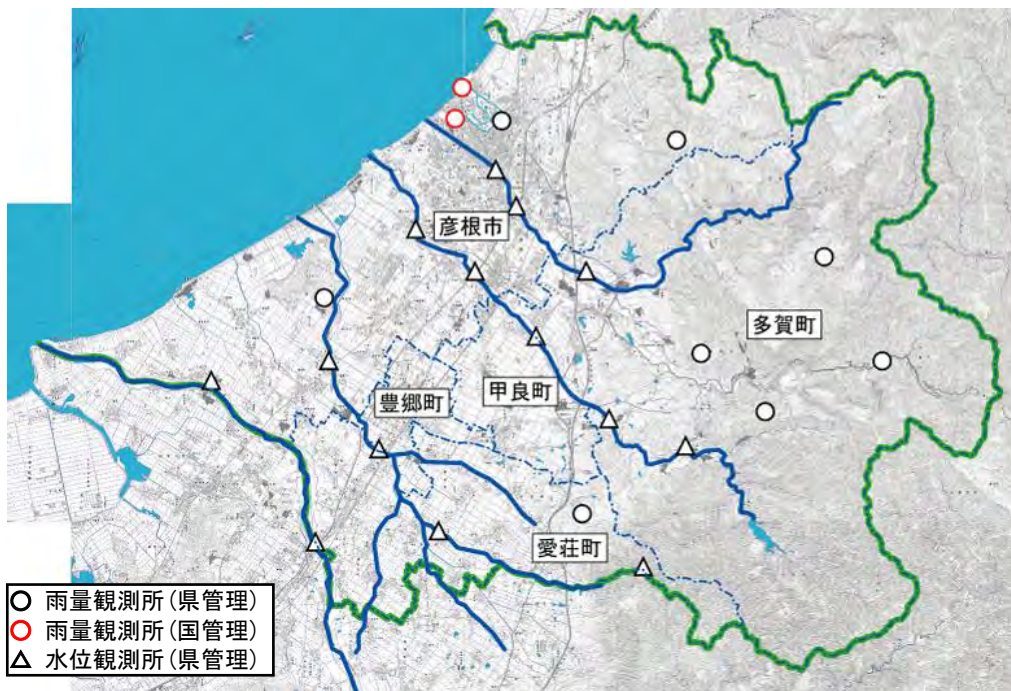 彦根市
多賀町
甲良町
豊郷町
愛荘町
雨量観測所(県管理)
雨量観測所(国管理)
水位観測所(県管理)